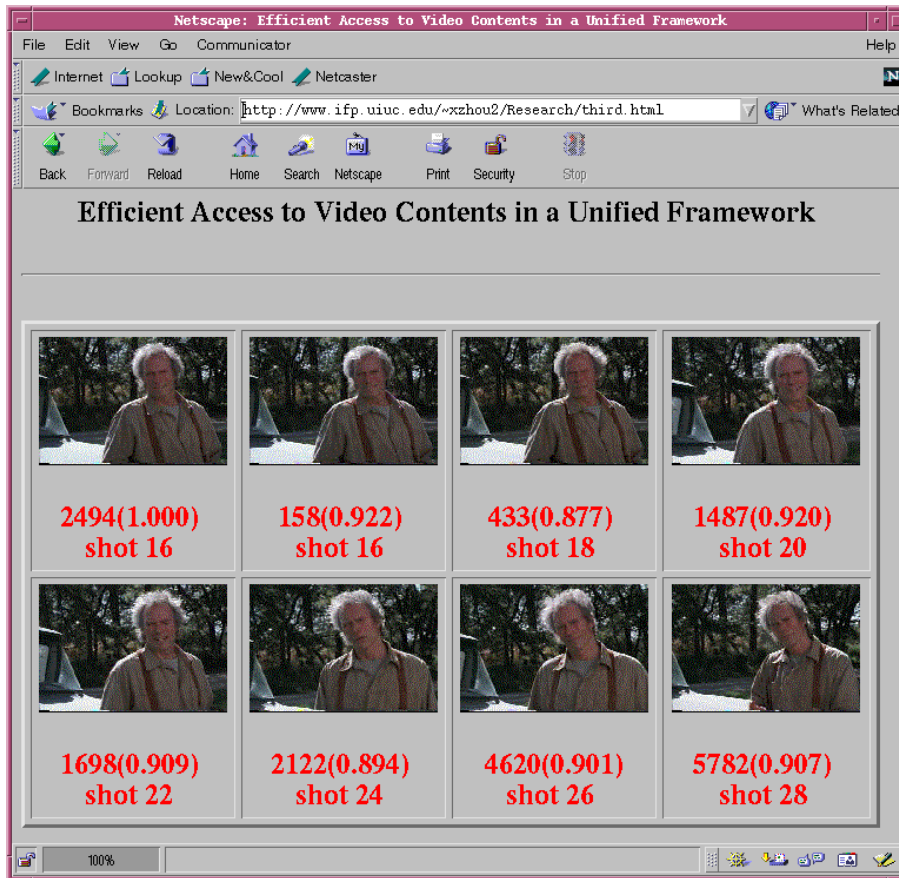 Netscape: Efficient Access to Video Contents in a Unified Framework
File Edit View Go Communicator Help
Internet Lookup New&Cool Netcaster
Bookmarks Location: http://www.ifp.uiuc.edu/~xzhou2/Research/third.html What's Related
Back Forward Reload Home Search Netscape Print Security Stop
Efficient Access to Video Contents in a Unified Framework
2494(1.000) 158(0.922) 433(0.877) 1487(0.920)
shot 16 shot 16 shot 18 shot 20
1698(0.909) 2122(0.894) 4620(0.901) 5782(0.907)
shot 22 shot 24 shot 26 shot 28
100%